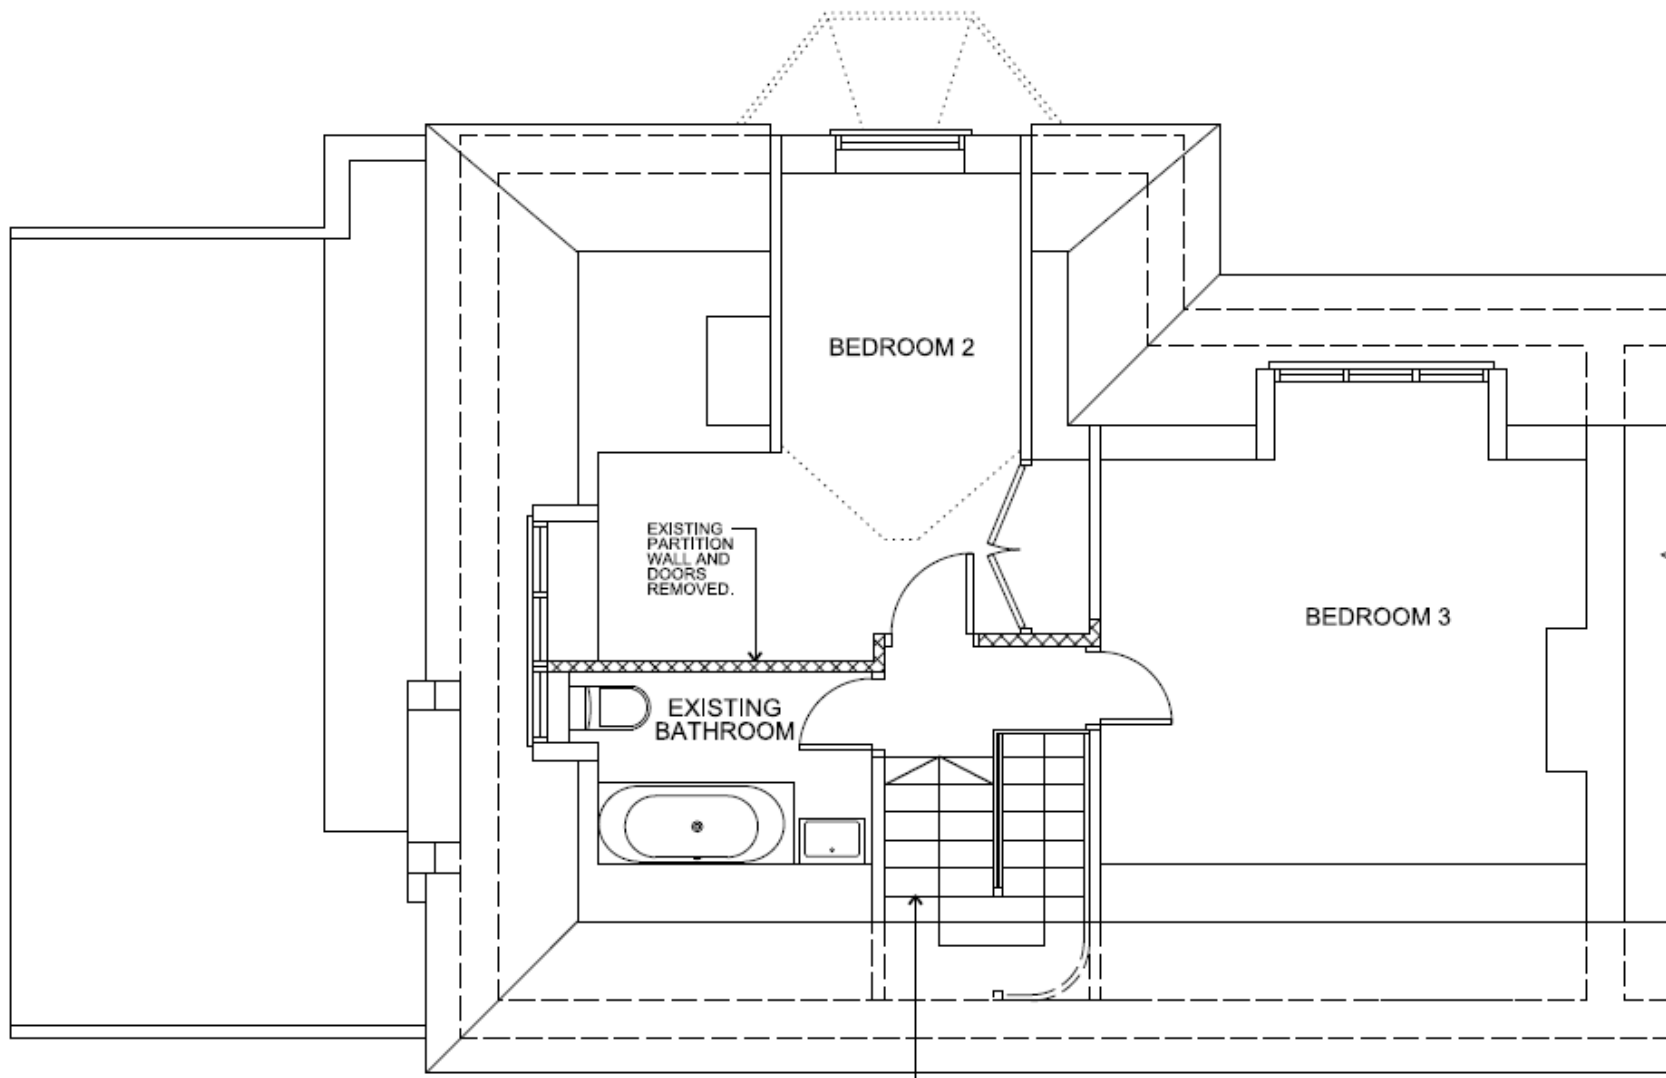 BEDROOM 2
EXISTING
PARTITION
WALL AND
DOORS
REMOVED.
BEDROOM 3
EXISTING
BATHROOM